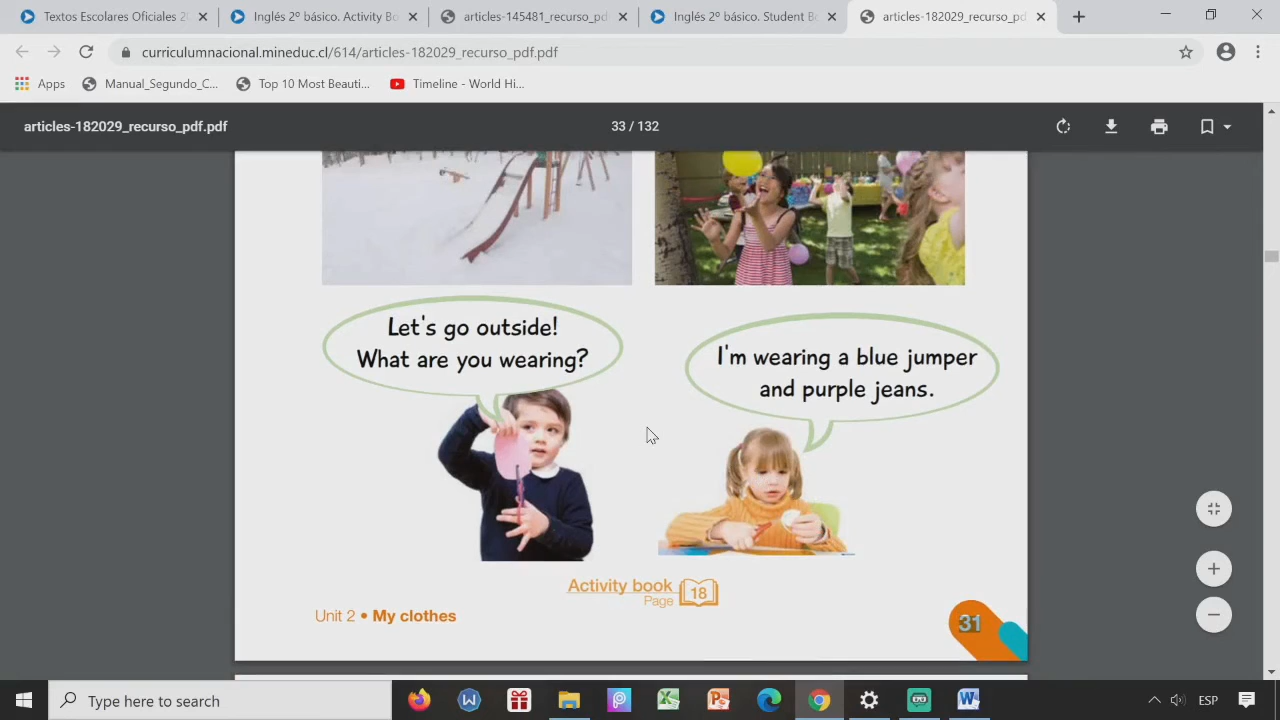 Textos Escolares Oficiales 2
Inglés 2º básico. Activity Bo
articles-145481_recurso_pdf
Inglés 2º básico. Student B
articles-182029_recurso_pd
curriculumnacional.mineduc.cl/614/articles-182029_recurso_pdf.pdf
Apps
Manual_Segundo_C...
Top 10 Most Beauti...
Timeline - World Hi...
articles-182029_recurso_pdf.pdf
33 / 132
Let's go outside!
What are you wearing?
I'm wearing a blue jumper
and purple jeans.
Activity book
Page
18
Unit 2 • My clothes
31
Type here to search
ESP